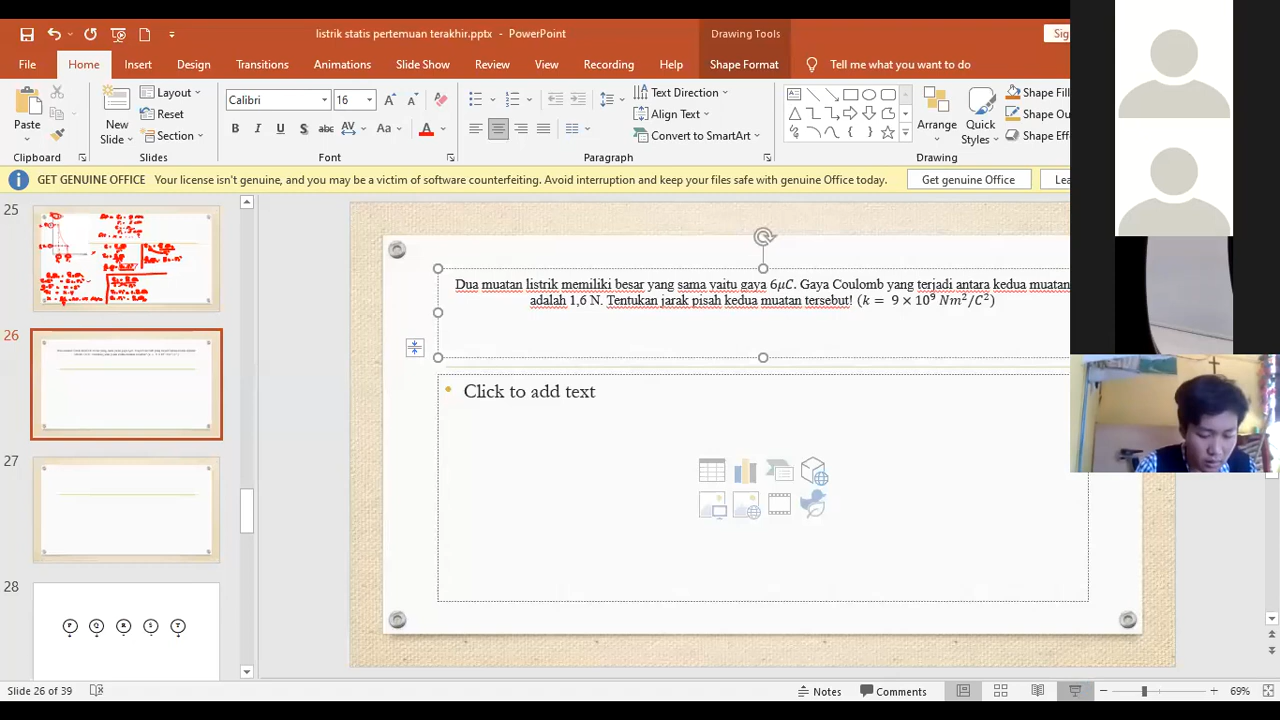 listrik statis pertemuan terakhir.pptx - PowerPoint
Drawing Tools
File Home Insert Design Transitions Animations Slide Show Review View Recording Help Shape Format Tell me what you want to do
Paste
Clipboard
New Slide
Layout
Reset
Section
Slides
Calibri 16
B I U S abc AV Aa A
Font
Text Direction
Align Text
Convert to SmartArt
Paragraph
Arrange
Quick Styles
Shape Fill
Drawing
GET GENUINE OFFICE Your license isn't genuine, and you may be victim of software counterfeiting. Avoid interruption and keep your files safe with genuine Office today. Get genuine Office
25
26
27
28
P Q R S T
Dua muatan listrik memiliki besar yang sama yaitu gaya 6μC. Gaya Coulomb yang terjadi antara kedua muatan
adalah 1,6 N. Tentukan jarak pisah kedua muatan tersebut! (k = 9 × 10⁹ Nm²/C²)
Click to add text
Slide 26 of 39 Notes Comments 69%